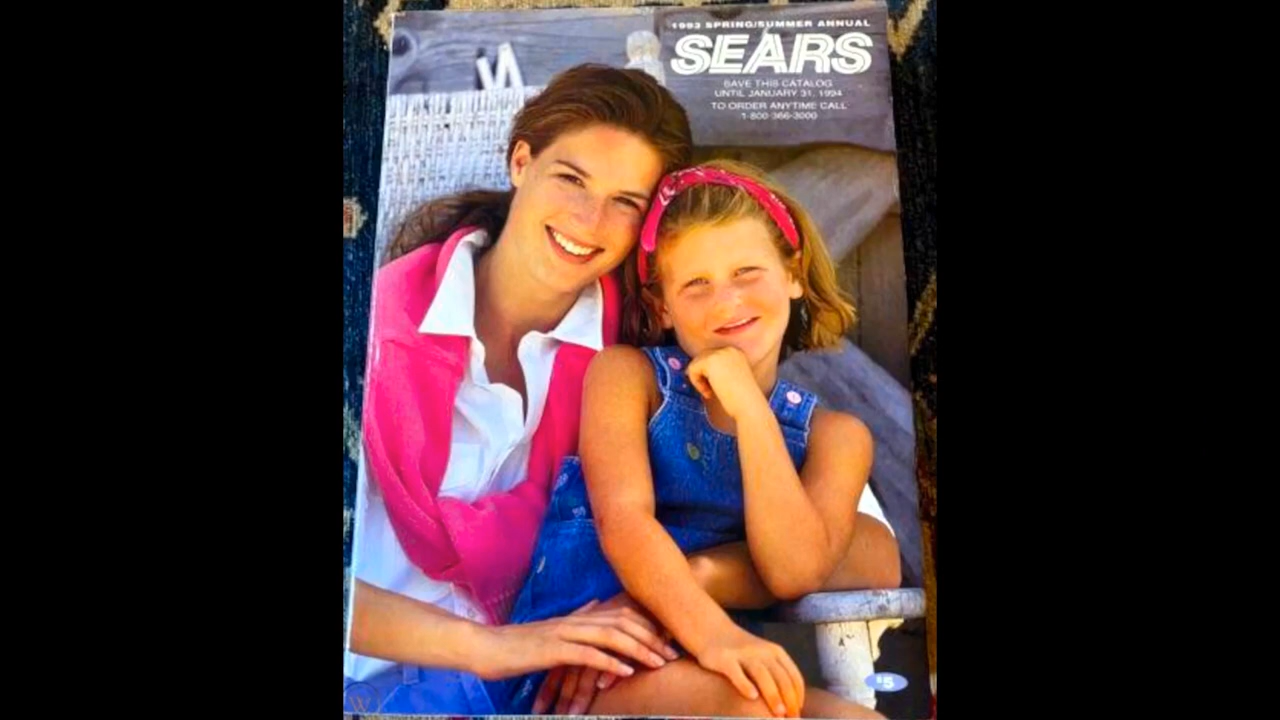 1993 SPRING/SUMMER ANNUAL
SEARS
SAVE THIS CATALOG
UNTIL JANUARY 31, 1994
TO ORDER ANYTIME CALL
1-800-366-3000
$5
W